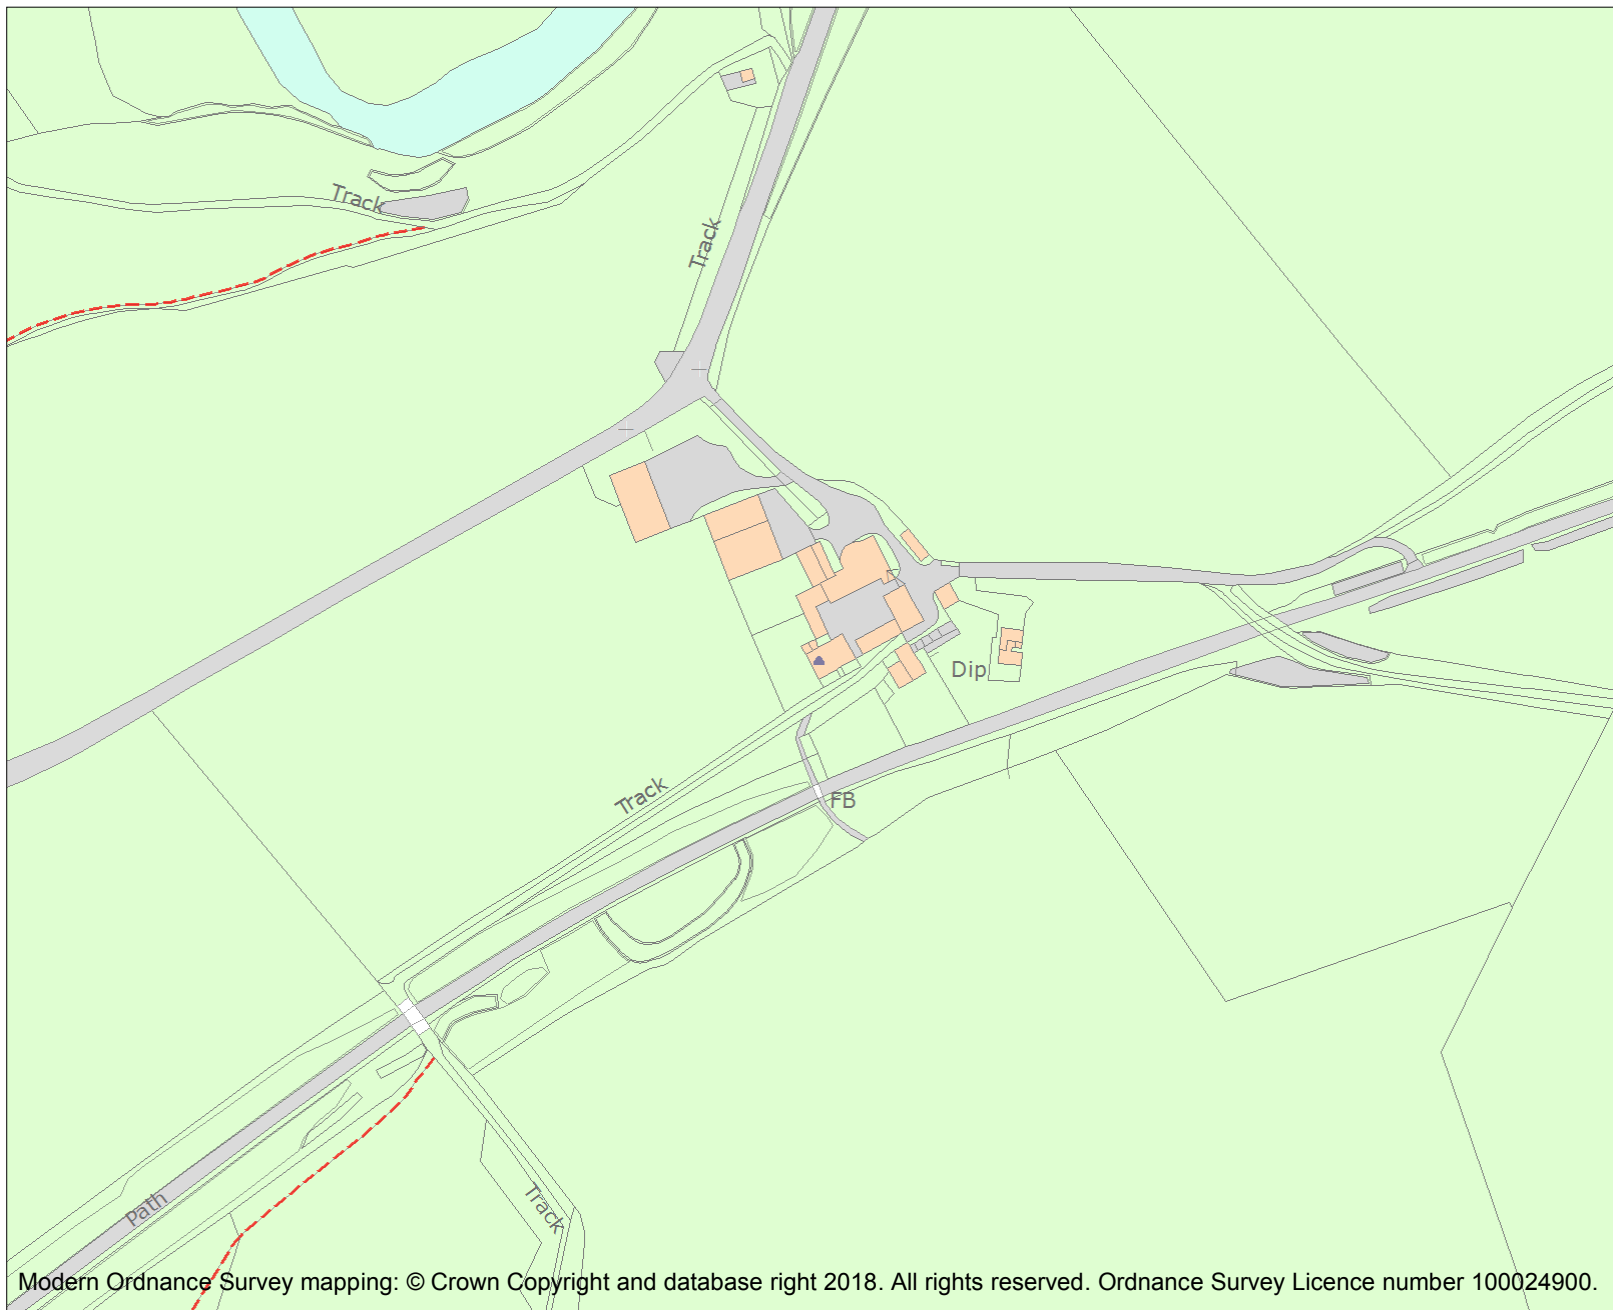 Track
Track
Dip
Track
FB
Path
Track
Modern Ordnance Survey mapping: © Crown Copyright and database right 2018. All rights reserved. Ordnance Survey Licence number 100024900.